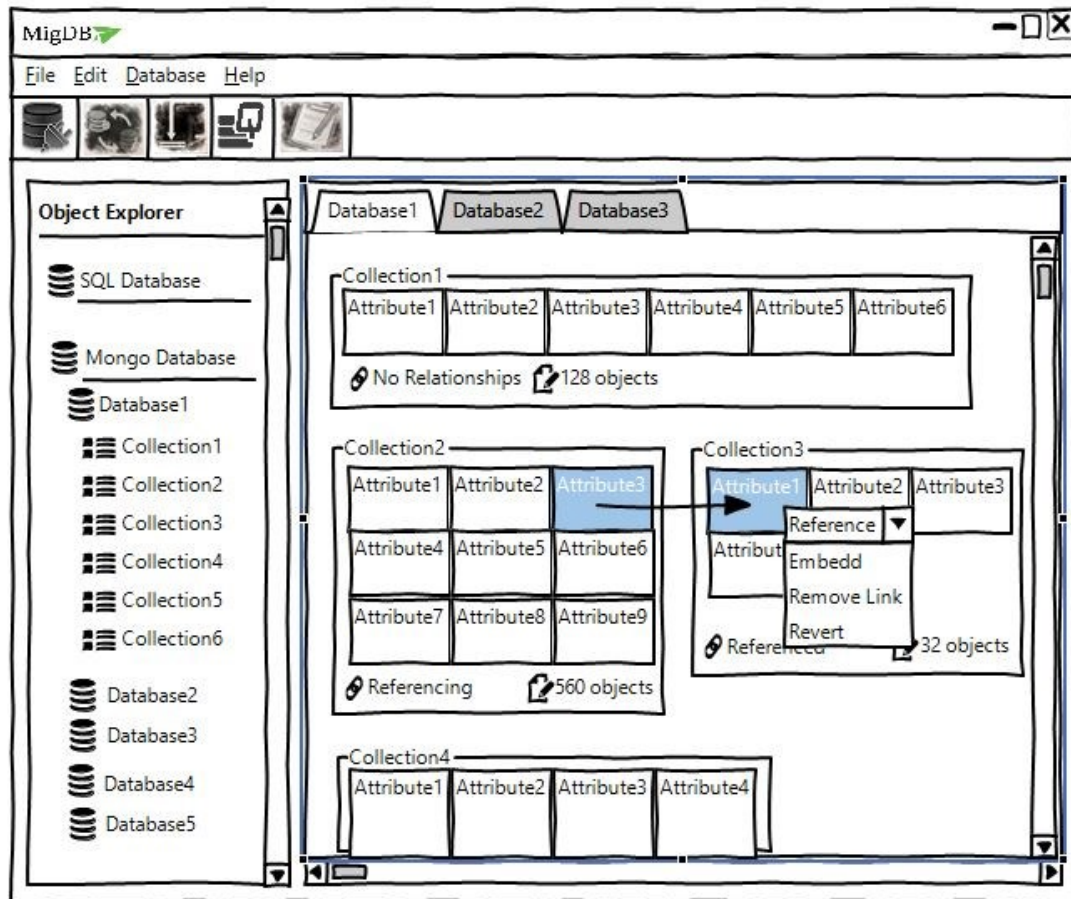 MigDB
File Edit Database Help
Object Explorer
SQL Database
Mongo Database
Database1
Collection1
Collection2
Collection3
Collection4
Collection5
Collection6
Database2
Database3
Database4
Database5
Database1 Database2 Database3
Collection1
Attribute1 Attribute2 Attribute3 Attribute4 Attribute5 Attribute6
No Relationships 128 objects
Collection2
Attribute1 Attribute2 Attribute3
Attribute4 Attribute5 Attribute6
Attribute7 Attribute8 Attribute9
Referencing 560 objects
Collection3
Attribute1 Attribute2 Attribute3
Attribut
Reference
Embedd
Remove Link
Revert
Referenced 32 objects
Collection4
Attribute1 Attribute2 Attribute3 Attribute4